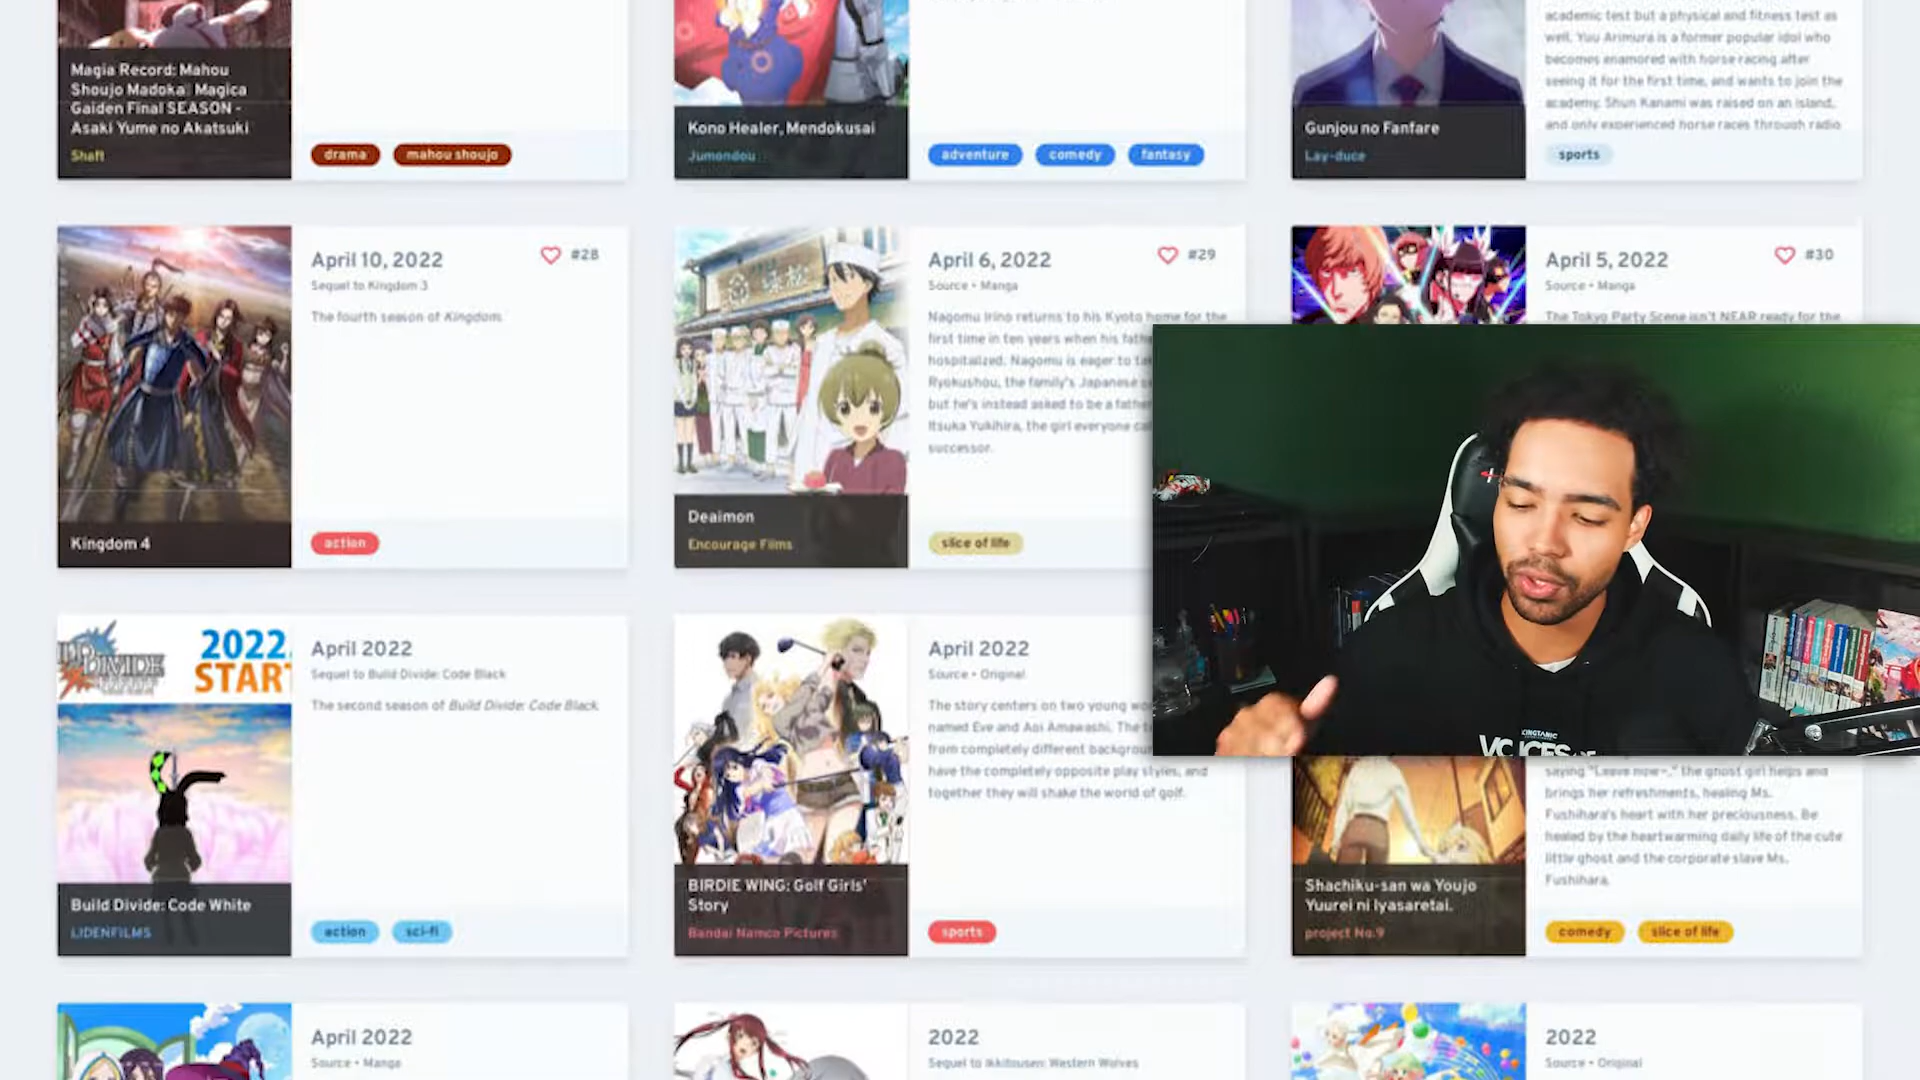 Magia Record: Mahou
Shoujo Madoka Magica
Gaiden Final SEASON -
Asaki Yume no Akatsuki
Shaft
drama
mahou shoujo
Kono Healer, Mendokusai
Jumondou
adventure
comedy
fantasy
academic test but a physical and fitness test as
well. Yuu Arimura is a former popular idol who
becomes enamored with horse racing after
seeing it for the first time, and wants to join the
academy. Shun Kanami was raised on an island,
and only experienced horse races through radio
Gunjou no Fanfare
Lay-duce
sports
April 10, 2022
#28
Sequel to Kingdom 3
The fourth season of Kingdom.
Kingdom 4
action
April 6, 2022
#29
Source • Manga
Nagomu Irino returns to his Kyoto home for the
first time in ten years when his fath
hospitalized. Nagomu is eager to ta
Ryokushou, the family's Japanese s
but he's instead asked to be a father
Itsuka Yukihira, the girl everyone cal
successor.
Deaimon
Encourage Films
slice of life
April 5, 2022
#30
Source • Manga
The Tokyo Party Scene isn't NEAR ready for the
KINGTANIC
VOICES OF
2022
START
DIVIDE
April 2022
Sequel to Build Divide: Code Black
The second season of Build Divide: Code Black.
Build Divide: Code White
LIDENFILMS
action
sci-fi
April 2022
Source • Original
The story centers on two young wo
named Eve and Aoi Amawashi. The t
from completely different backgrou
have the completely opposite play styles, and
together they will shake the world of golf.
BIRDIE WING: Golf Girls'
Story
Bandai Namco Pictures
sports
saying "Leave now~," the ghost girl helps and
brings her refreshments, healing Ms.
Fushihara's heart with her preciousness. Be
healed by the heartwarming daily life of the cute
little ghost and the corporate slave Ms.
Fushihara.
Shachiku-san wa Youjo
Yuurei ni Iyasaretai.
project No.9
comedy
slice of life
April 2022
Source • Manga
2022
Sequel to Ikkitousen: Western Wolves
2022
Source • Original